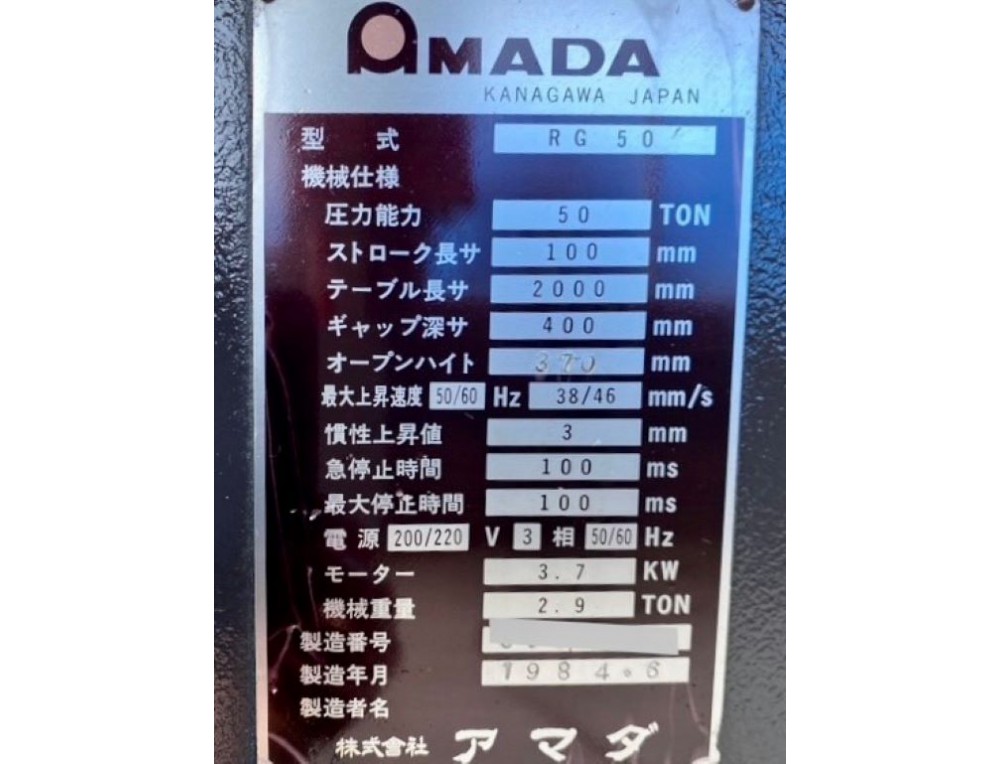 AMADA
KANAGAWA JAPAN
型 式 RG 50
機械仕様
圧力能力 50 TON
ストローク長サ 100 mm
テーブル長サ 2000 mm
ギャップ深サ 400 mm
オープンハイト 370 mm
最大上昇速度 50/60 Hz 38/46 mm/s
慣性上昇値 3 mm
急停止時間 100 ms
最大停止時間 100 ms
電源 200/220 V 3 相 50/60 Hz
モーター 3.7 KW
機械重量 2.9 TON
製造番号
製造年月 1984.6
製造者名
株式會社 アマダ